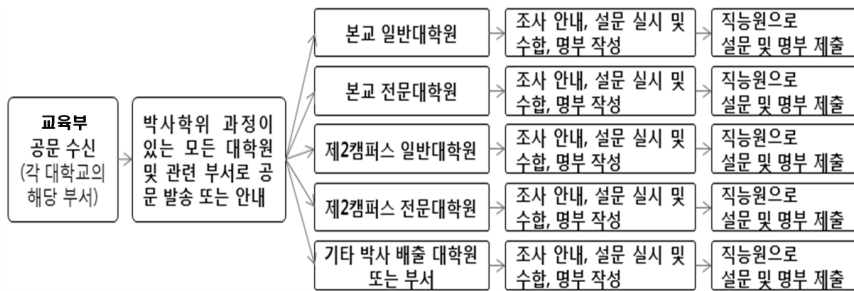 교육부
공문 수신
(각 대학교의
해당 부서)
박사학위 과정이
있는 모든 대학원
및 관련 부서로 공
문 발송 또는 안내
본교 일반대학원
조사 안내, 설문 실시 및
수합, 명부 작성
직능원으로
설문 및 명부 제출
본교 전문대학원
조사 안내, 설문 실시 및
수합, 명부 작성
직능원으로
설문 및 명부 제출
제2캠퍼스 일반대학원
조사 안내, 설문 실시 및
수합, 명부 작성
직능원으로
설문 및 명부 제출
제2캠퍼스 전문대학원
조사 안내, 설문 실시 및
수합, 명부 작성
직능원으로
설문 및 명부 제출
기타 박사 배출 대학원
또는 부서
조사 안내, 설문 실시 및
수합, 명부 작성
직능원으로
설문 및 명부 제출